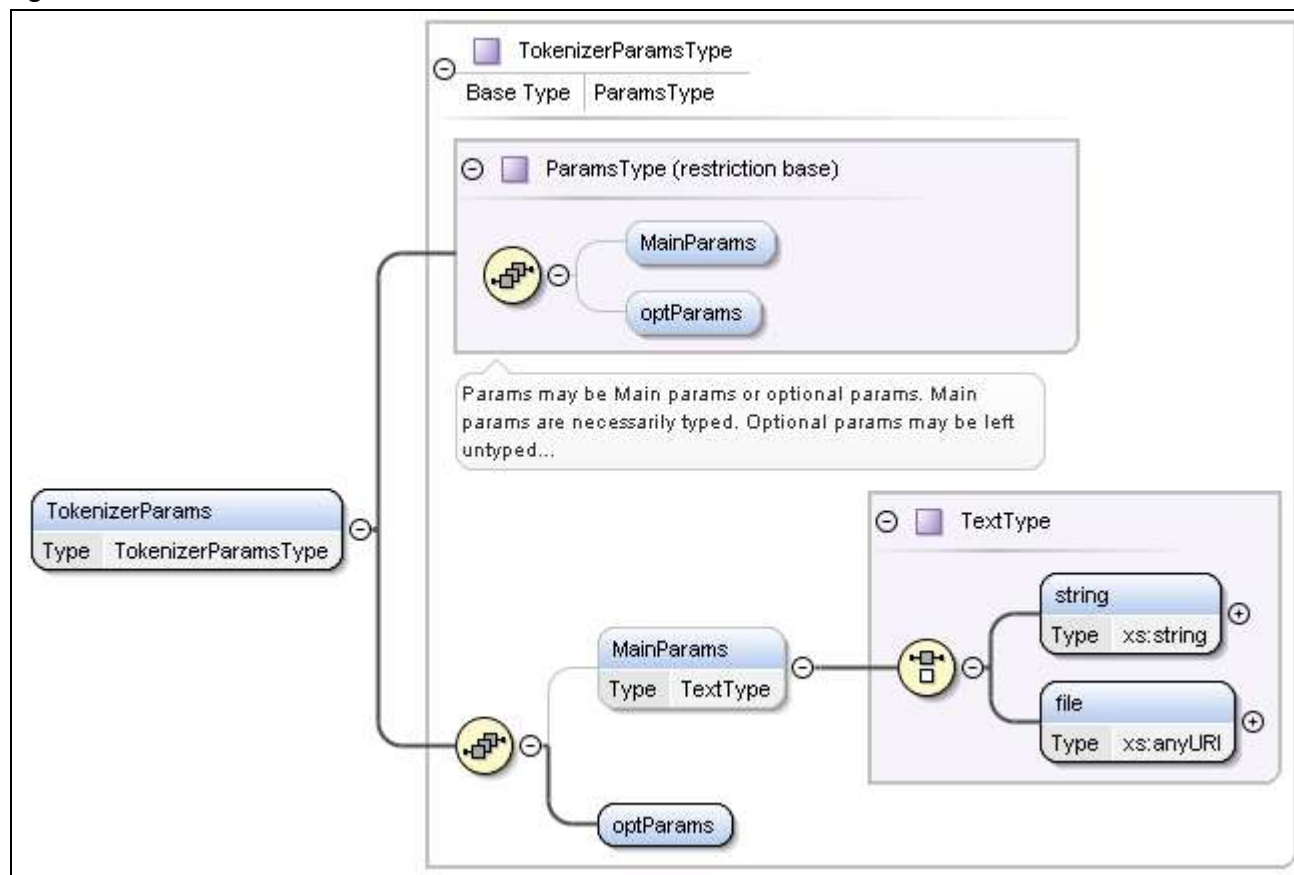 TokenizerParamsType
Base Type ParamsType
ParamsType (restriction base)
MainParams
optParams
Params may be Main params or optional params. Main
params are necessarily typed. Optional params may be left
untyped...
TokenizerParams
Type TokenizerParamsType
TextType
string
Type xs:string
MainParams
Type TextType
file
Type xs:anyURI
optParams